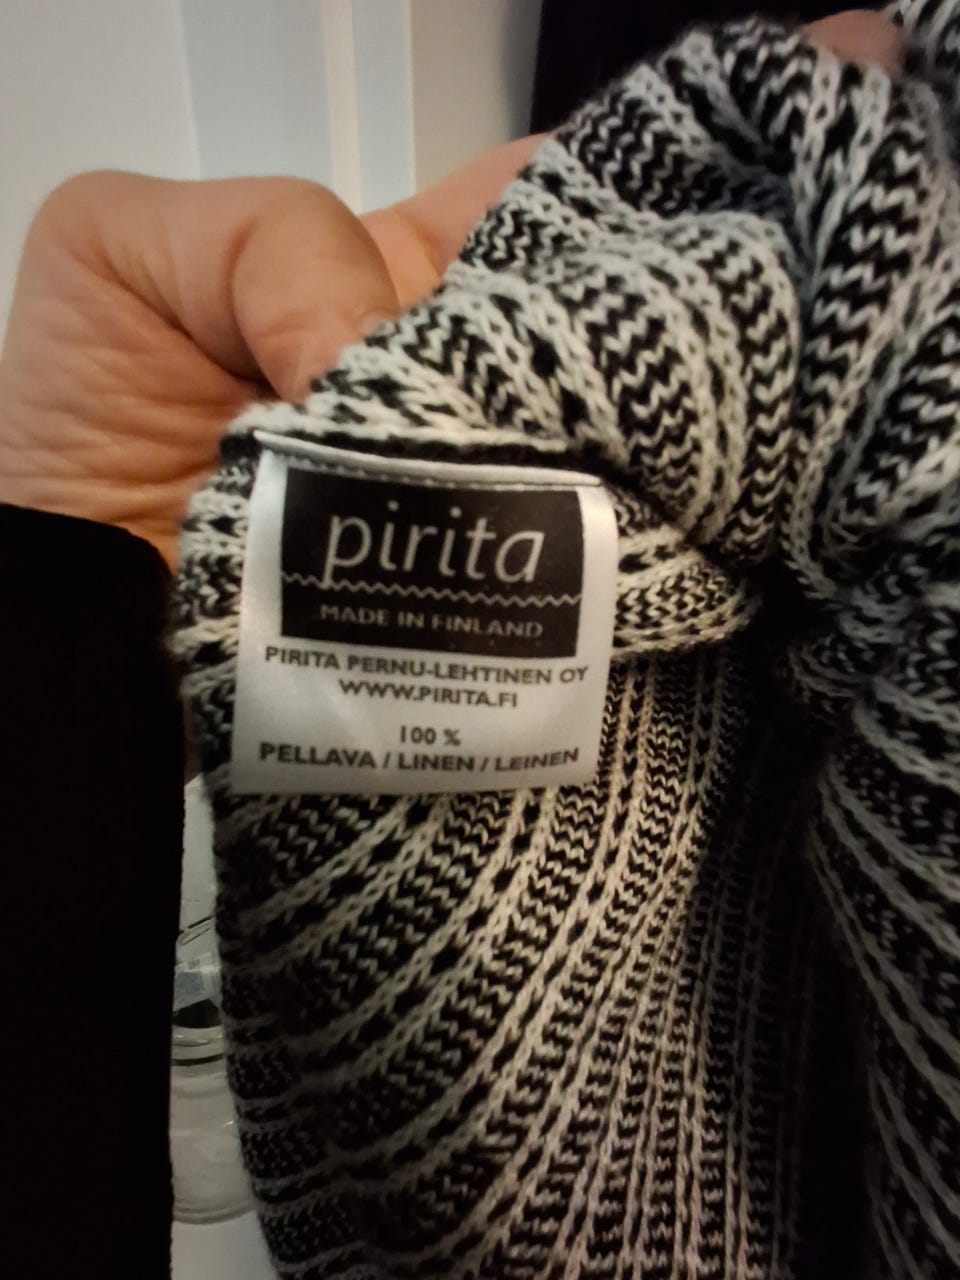 pirita
MADE IN FINLAND
PIRITA PERNU-LEHTINEN OY
WWW.PIRITA.FI
100 %
PELLAVA / LINEN / LEINEN